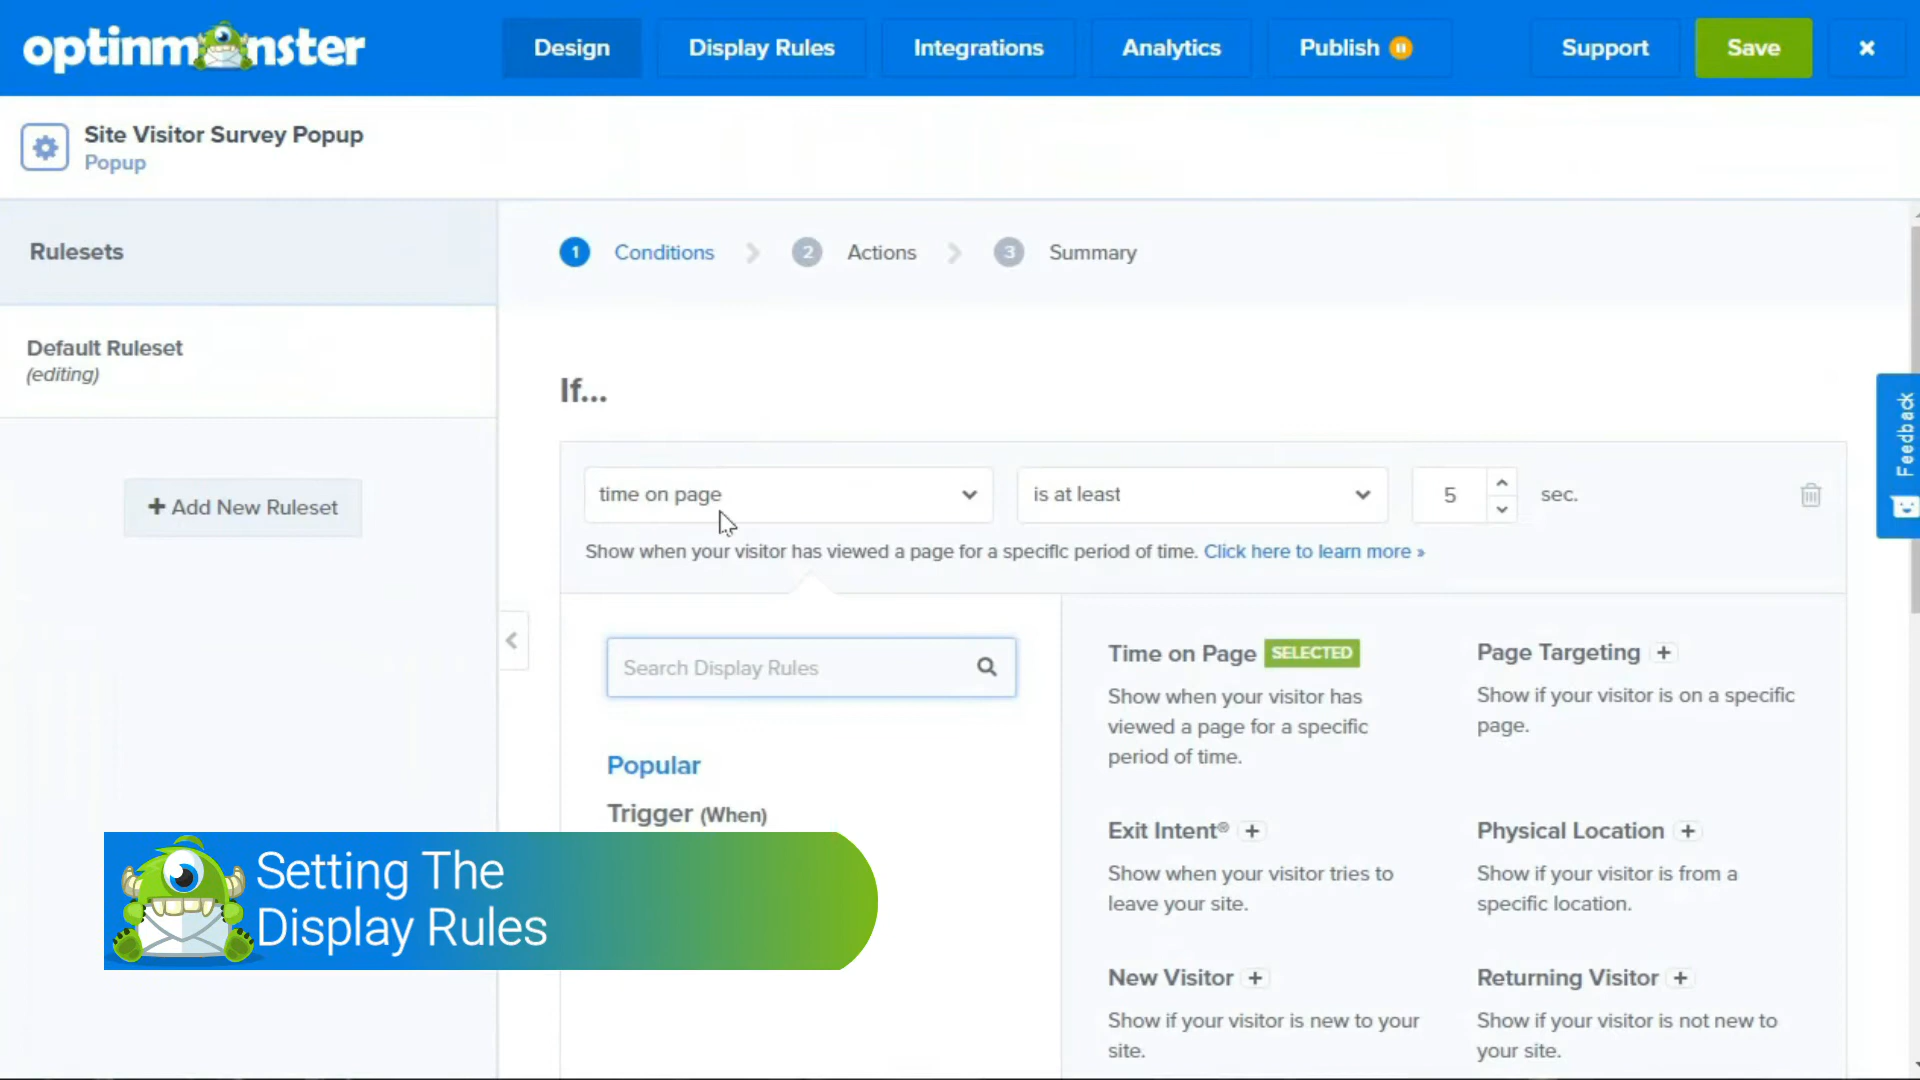 optinmonster
Design
Display Rules
Integrations
Analytics
Publish
Support
Save
Site Visitor Survey Popup
Popup
Rulesets
1 Conditions
2 Actions
3 Summary
Default Ruleset
(editing)
+ Add New Ruleset
If...
time on page
is at least
5
sec.
Show when your visitor has viewed a page for a specific period of time. Click here to learn more »
Feedback
Search Display Rules
Popular
Trigger (When)
Time on Page SELECTED
Show when your visitor has
viewed a page for a specific
period of time.
Page Targeting +
Show if your visitor is on a specific
page.
Exit Intent® +
Show when your visitor tries to
leave your site.
Physical Location +
Show if your visitor is from a
specific location.
New Visitor +
Show if your visitor is new to your
site.
Returning Visitor +
Show if your visitor is not new to
your site.
Setting The
Display Rules